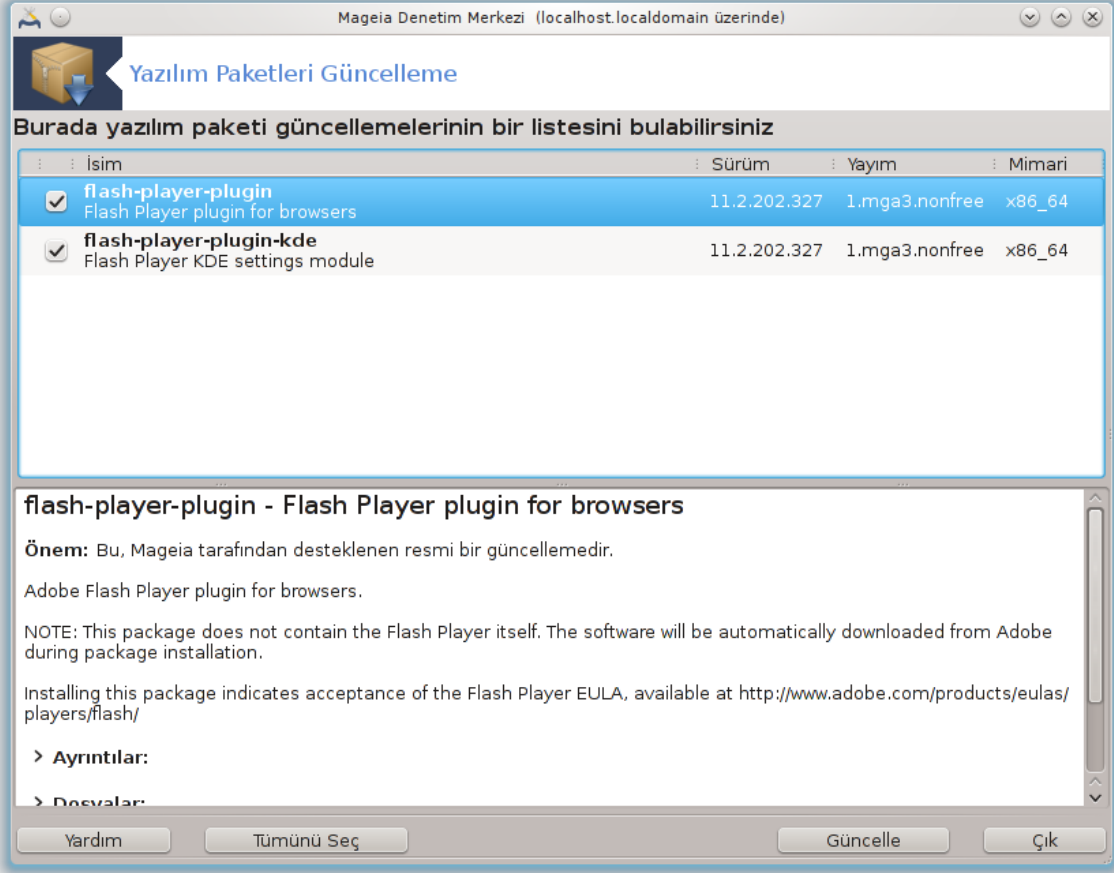 Mageia Denetim Merkezi (localhost.localdomain üzerinde)
Yazılım Paketleri Güncelleme
Burada yazılım paketi güncellemelerinin bir listesini bulabilirsiniz
İsim Sürüm Yayım Mimari
flash-player-plugin
Flash Player plugin for browsers 11.2.202.327 1.mga3.nonfree x86_64
flash-player-plugin-kde
Flash Player KDE settings module 11.2.202.327 1.mga3.nonfree x86_64
flash-player-plugin - Flash Player plugin for browsers
Önem: Bu, Mageia tarafından desteklenen resmi bir güncellemedir.
Adobe Flash Player plugin for browsers.
NOTE: This package does not contain the Flash Player itself. The software will be automatically downloaded from Adobe
during package installation.
Installing this package indicates acceptance of the Flash Player EULA, available at http://www.adobe.com/products/eulas/
players/flash/
Ayrıntılar:
Dosyalar:
Yardım Tümünü Seç Güncelle Çık